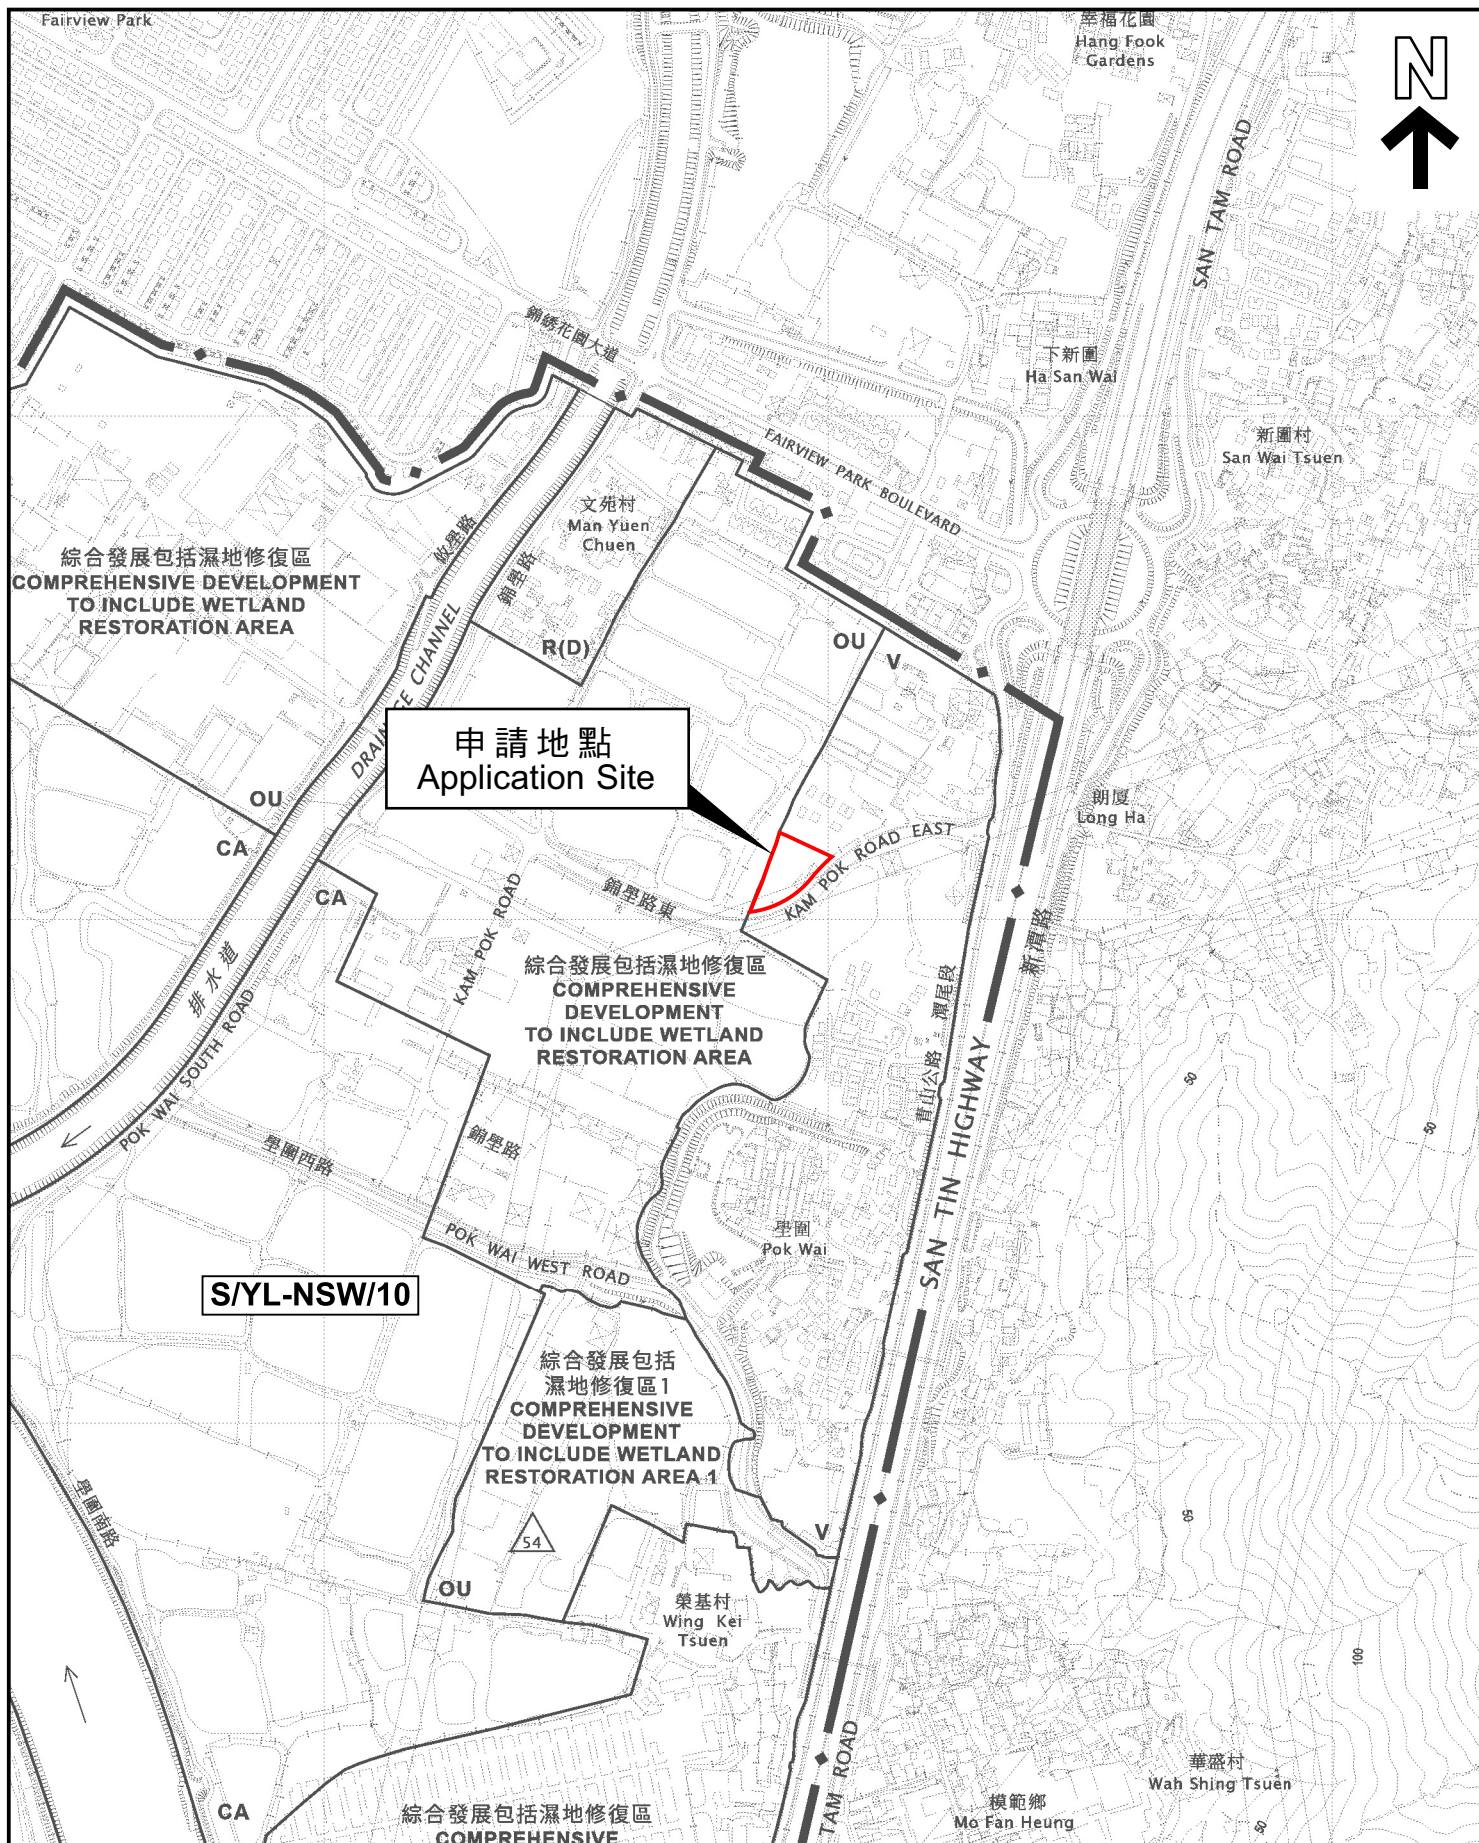 Fairview Park
幸福花園
Hang Fook
Gardens
N
SAN TAM ROAD
錦綉花園大道
下新圍
Ha San Wai
新圍村
San Wai Tsuen
FAIRVIEW PARK BOULEVARD
文苑村
Man Yuen
Chuen
攸壆路
錦壆路
綜合發展包括濕地修復區
COMPREHENSIVE DEVELOPMENT
TO INCLUDE WETLAND
RESTORATION AREA
R(D)
OU
V
DRAINAGE CHANNEL
申請地點
Application Site
朗廈
Long Ha
OU
CA
CA
KAM POK ROAD EAST
錦壆路東
KAM POK ROAD
新潭路
綜合發展包括濕地修復區
COMPREHENSIVE
DEVELOPMENT
TO INCLUDE WETLAND
RESTORATION AREA
排水道
POK WAI SOUTH ROAD
青山公路 - 潭尾段
SAN TIN HIGHWAY
50
50
錦壆路
壆圍西路
壆圍
Pok Wai
POK WAI WEST ROAD
S/YL-NSW/10
綜合發展包括
濕地修復區1
COMPREHENSIVE
DEVELOPMENT
TO INCLUDE WETLAND
RESTORATION AREA 1
壆圍南路
54
V
50
OU
榮基村
Wing Kei
Tsuen
100
TAM ROAD
華盛村
Wah Shing Tsuen
模範鄉
Mo Fan Heung
50
CA
綜合發展包括濕地修復區
COMPREHENSIVE